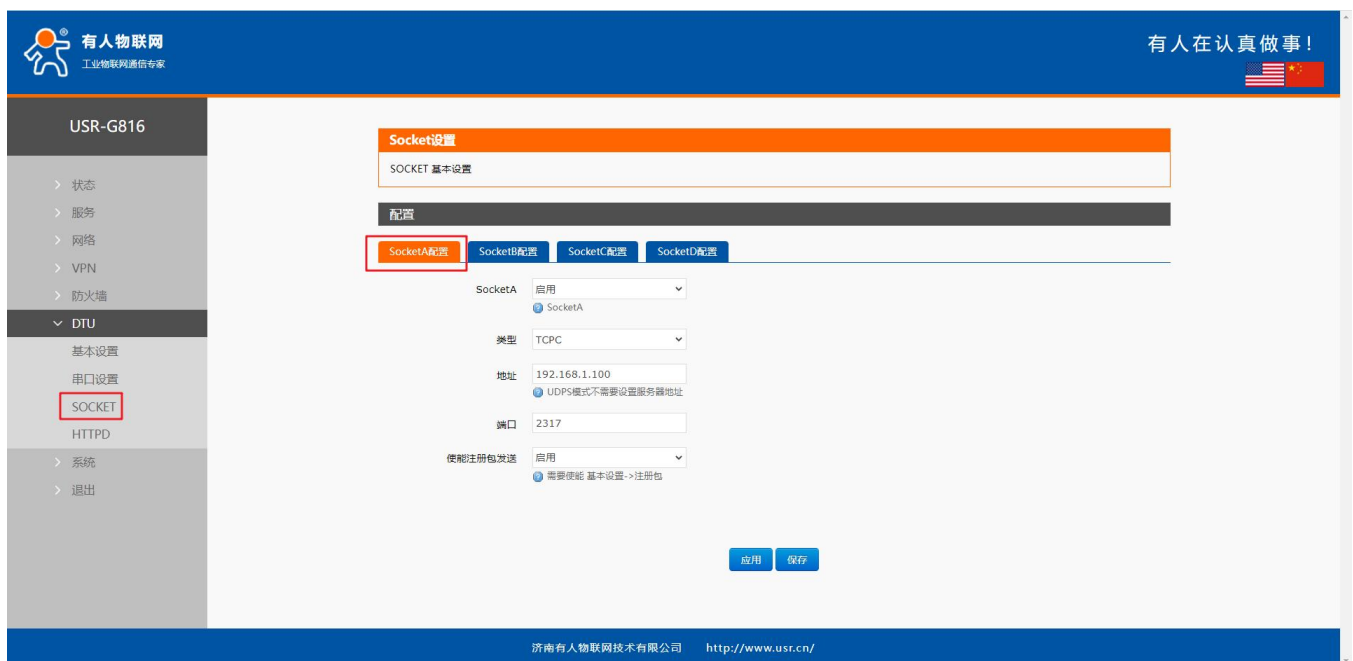 有人物联网
工业物联网通信专家
有人在认真做事!
USR-G816
状态
服务
网络
VPN
防火墙
DTU
基本设置
串口设置
SOCKET
HTTPD
系统
退出
Socket设置
SOCKET 基本设置
配置
SocketA配置 SocketB配置 SocketC配置 SocketD配置
SocketA 启用
SocketA
类型 TCPC
地址 192.168.1.100
UDPS模式不需要设置服务器地址
端口 2317
使能注册包发送 启用
需要使能 基本设置->注册包
应用 保存
济南有人物联网技术有限公司 http://www.usr.cn/